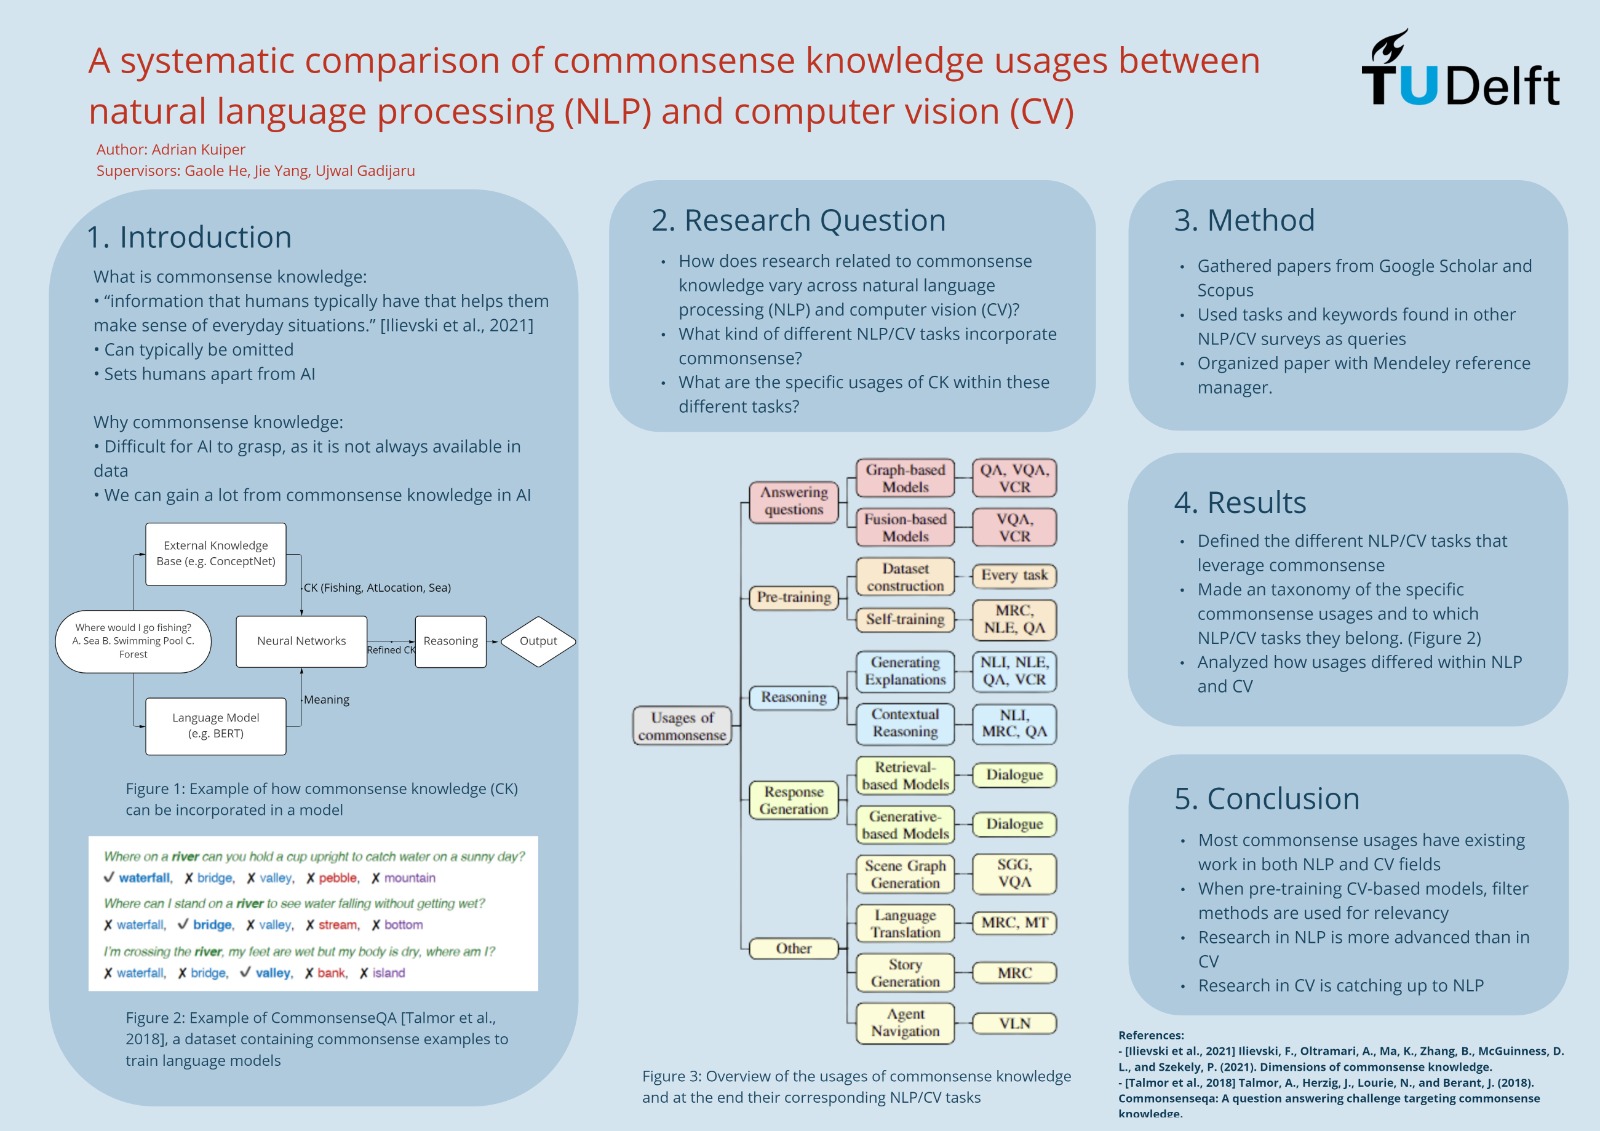 A systematic comparison of commonsense knowledge usages between
natural language processing (NLP) and computer vision (CV)
TU Delft
Author: Adrian Kuiper
Supervisors: Gaole He, Jie Yang, Ujwal Gadijaru
1. Introduction
What is commonsense knowledge:
• “information that humans typically have that helps them
make sense of everyday situations.” [Ilievski et al., 2021]
• Can typically be omitted
• Sets humans apart from AI
Why commonsense knowledge:
• Difficult for AI to grasp, as it is not always available in
data
• We can gain a lot from commonsense knowledge in AI
External Knowledge
Base (e.g. ConceptNet)
CK (Fishing, AtLocation, Sea)
Where would I go fishing?
A. Sea B. Swimming Pool C.
Forest
Neural Networks
Refined CK
Reasoning
Output
Meaning
Language Model
(e.g. BERT)
Figure 1: Example of how commonsense knowledge (CK)
can be incorporated in a model
Where on a river can you hold a cup upright to catch water on a sunny day?
✓ waterfall, ✗ bridge, ✗ valley, ✗ pebble, ✗ mountain
Where can I stand on a river to see water falling without getting wet?
✗ waterfall, ✓ bridge, ✗ valley, ✗ stream, ✗ bottom
I'm crossing the river, my feet are wet but my body is dry, where am I?
✗ waterfall, ✗ bridge, ✓ valley, ✗ bank, ✗ island
Figure 2: Example of CommonsenseQA [Talmor et al.,
2018], a dataset containing commonsense examples to
train language models
2. Research Question
• How does research related to commonsense
knowledge vary across natural language
processing (NLP) and computer vision (CV)?
• What kind of different NLP/CV tasks incorporate
commonsense?
• What are the specific usages of CK within these
different tasks?
Usages of
commonsense
Answering
questions
Graph-based
Models
QA, VQA,
VCR
Fusion-based
Models
VQA,
VCR
Pre-training
Dataset
construction
Every task
Self-training
MRC,
NLE, QA
Reasoning
Generating
Explanations
NLI, NLE,
QA, VCR
Contextual
Reasoning
NLI,
MRC, QA
Response
Generation
Retrieval-
based Models
Dialogue
Generative-
based Models
Dialogue
Other
Scene Graph
Generation
SGG,
VQA
Language
Translation
MRC, MT
Story
Generation
MRC
Agent
Navigation
VLN
Figure 3: Overview of the usages of commonsense knowledge
and at the end their corresponding NLP/CV tasks
3. Method
• Gathered papers from Google Scholar and
Scopus
• Used tasks and keywords found in other
NLP/CV surveys as queries
• Organized paper with Mendeley reference
manager.
4. Results
• Defined the different NLP/CV tasks that
leverage commonsense
• Made an taxonomy of the specific
commonsense usages and to which
NLP/CV tasks they belong. (Figure 2)
• Analyzed how usages differed within NLP
and CV
5. Conclusion
• Most commonsense usages have existing
work in both NLP and CV fields
• When pre-training CV-based models, filter
methods are used for relevancy
• Research in NLP is more advanced than in
CV
• Research in CV is catching up to NLP
References:
- [Ilievski et al., 2021] Ilievski, F., Oltramari, A., Ma, K., Zhang, B., McGuinness, D.
L., and Szekely, P. (2021). Dimensions of commonsense knowledge.
- [Talmor et al., 2018] Talmor, A., Herzig, J., Lourie, N., and Berant, J. (2018).
Commonsenseqa: A question answering challenge targeting commonsense
knowledge.